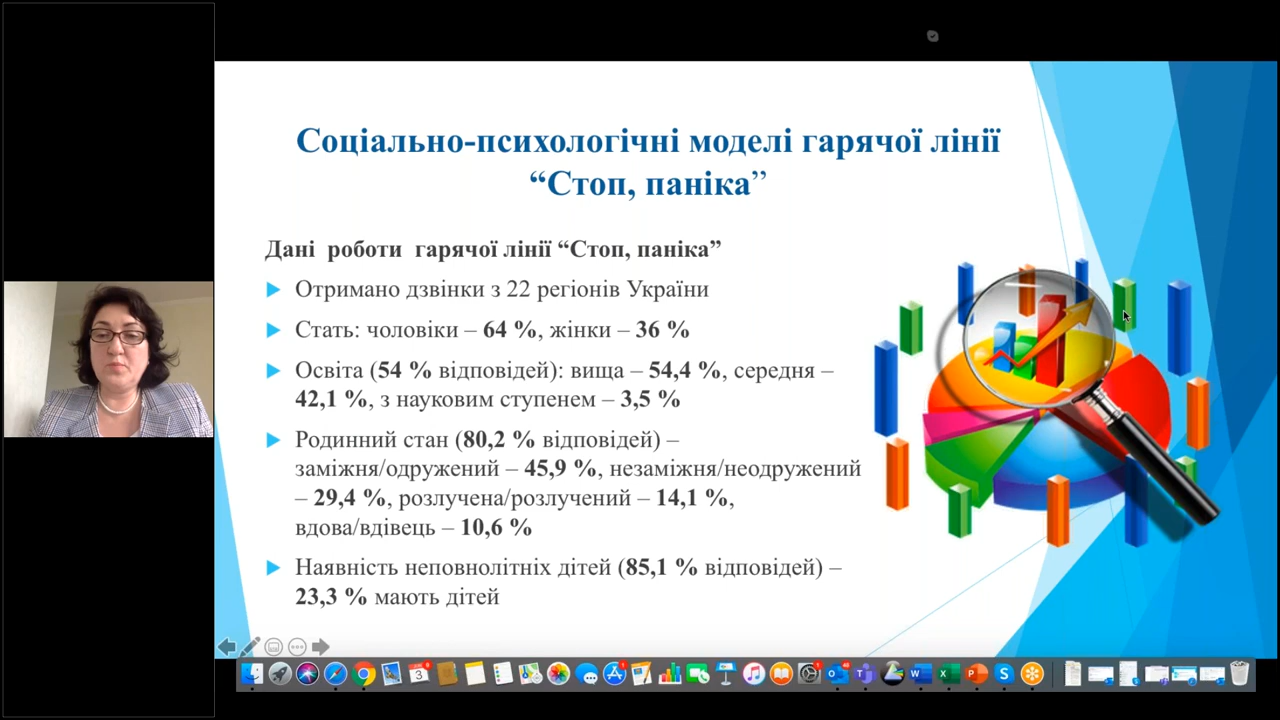 Соціально-психологічні моделі гарячої лінії
“Стоп, паніка”
Дані роботи гарячої лінії “Стоп, паніка”
Отримано дзвінки з 22 регіонів України
Стать: чоловіки – 64 %, жінки – 36 %
Освіта (54 % відповідей): вища – 54,4 %, середня –
42,1 %, з науковим ступенем – 3,5 %
Родинний стан (80,2 % відповідей) –
заміжня/одружений – 45,9 %, незаміжня/неодружений
– 29,4 %, розлучена/розлучений – 14,1 %,
вдова/вдівець – 10,6 %
Наявність неповнолітніх дітей (85,1 % відповідей) –
23,3 % мають дітей